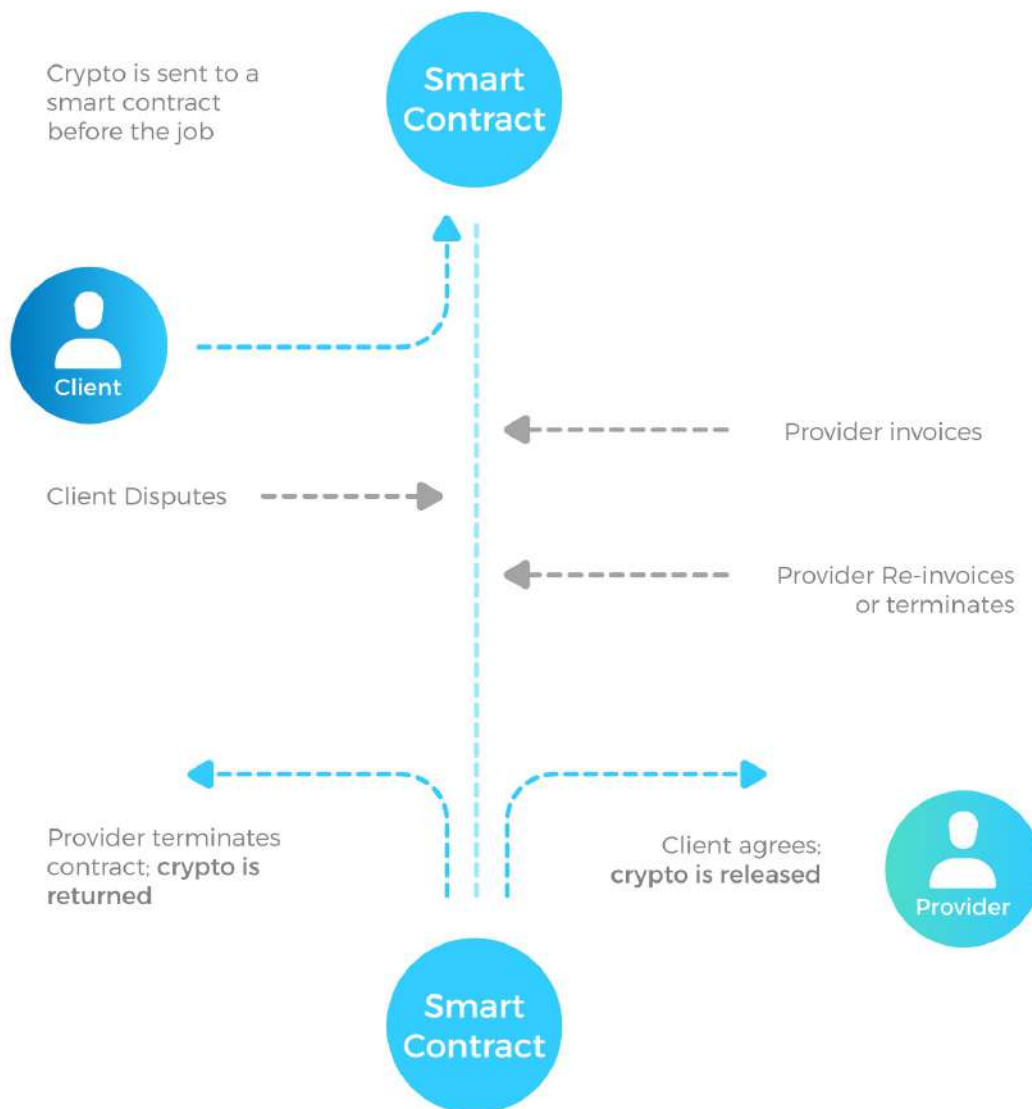 Crypto is sent to a
smart contract
before the job
Smart
Contract
Client
Provider invoices
Client Disputes
Provider Re-invoices
or terminates
Provider terminates
contract; crypto is
returned
Client agrees;
crypto is released
Provider
Smart
Contract